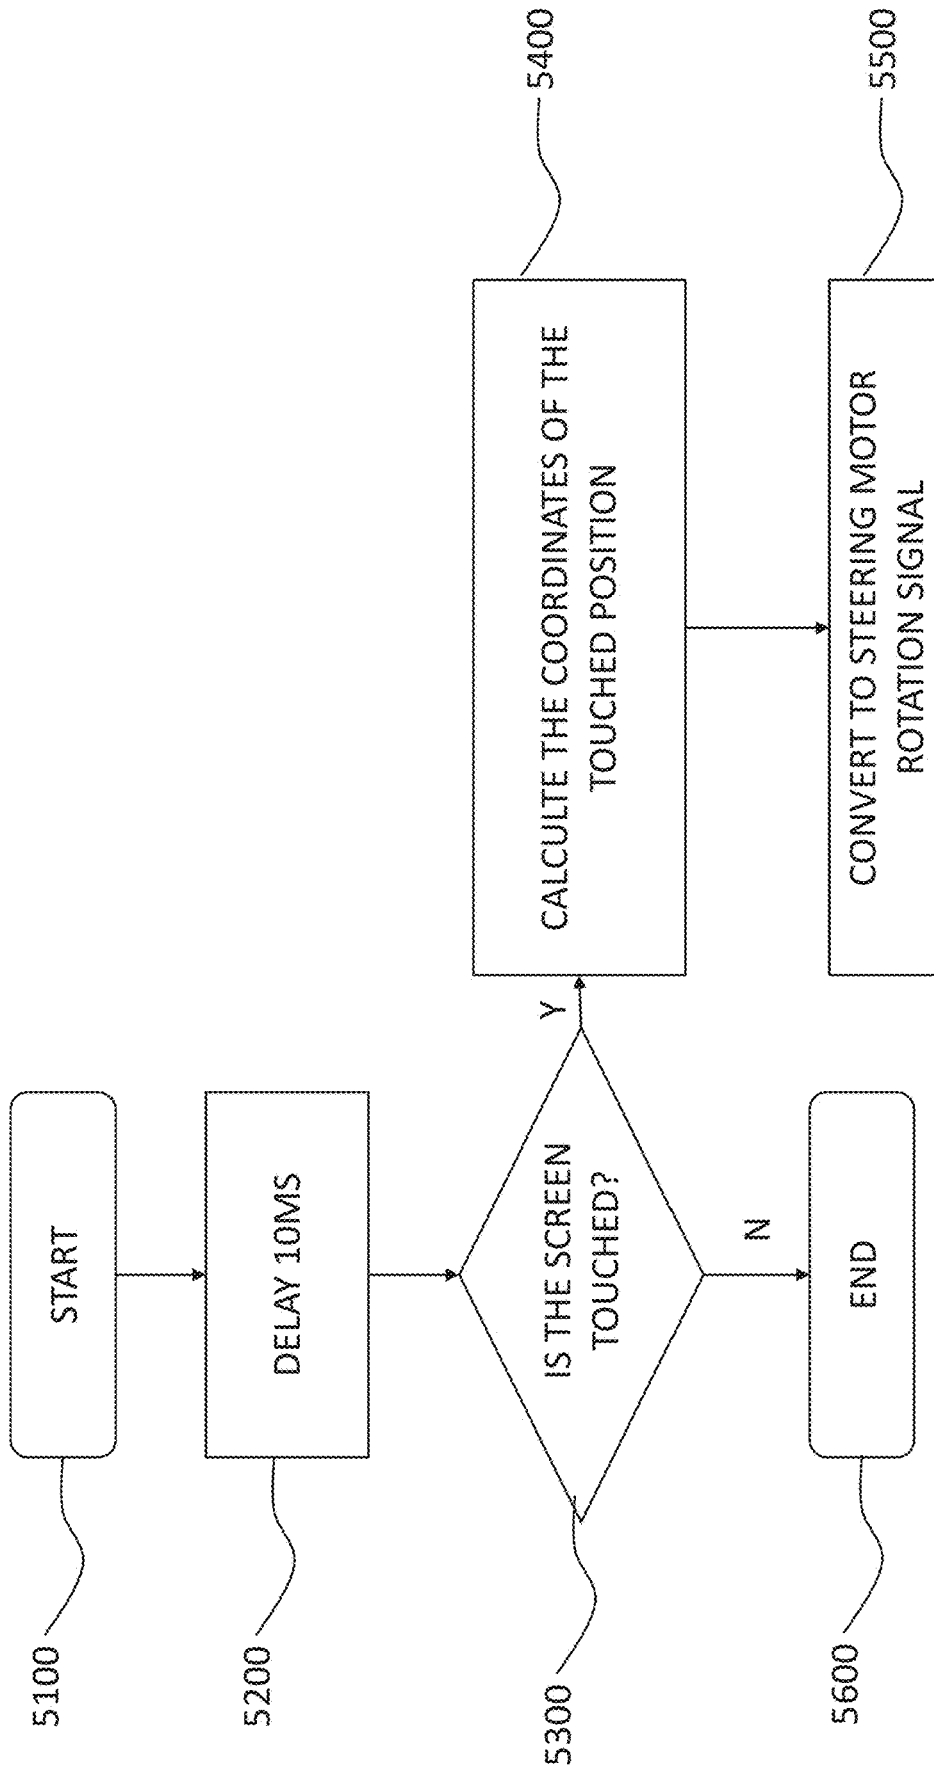 START
5100
DELAY 10MS
5200
IS THE SCREEN
TOUCHED?
5300
Y
N
CALCULTE THE COORDINATES OF THE
TOUCHED POSITION
5400
CONVERT TO STEERING MOTOR
ROTATION SIGNAL
5500
END
5600